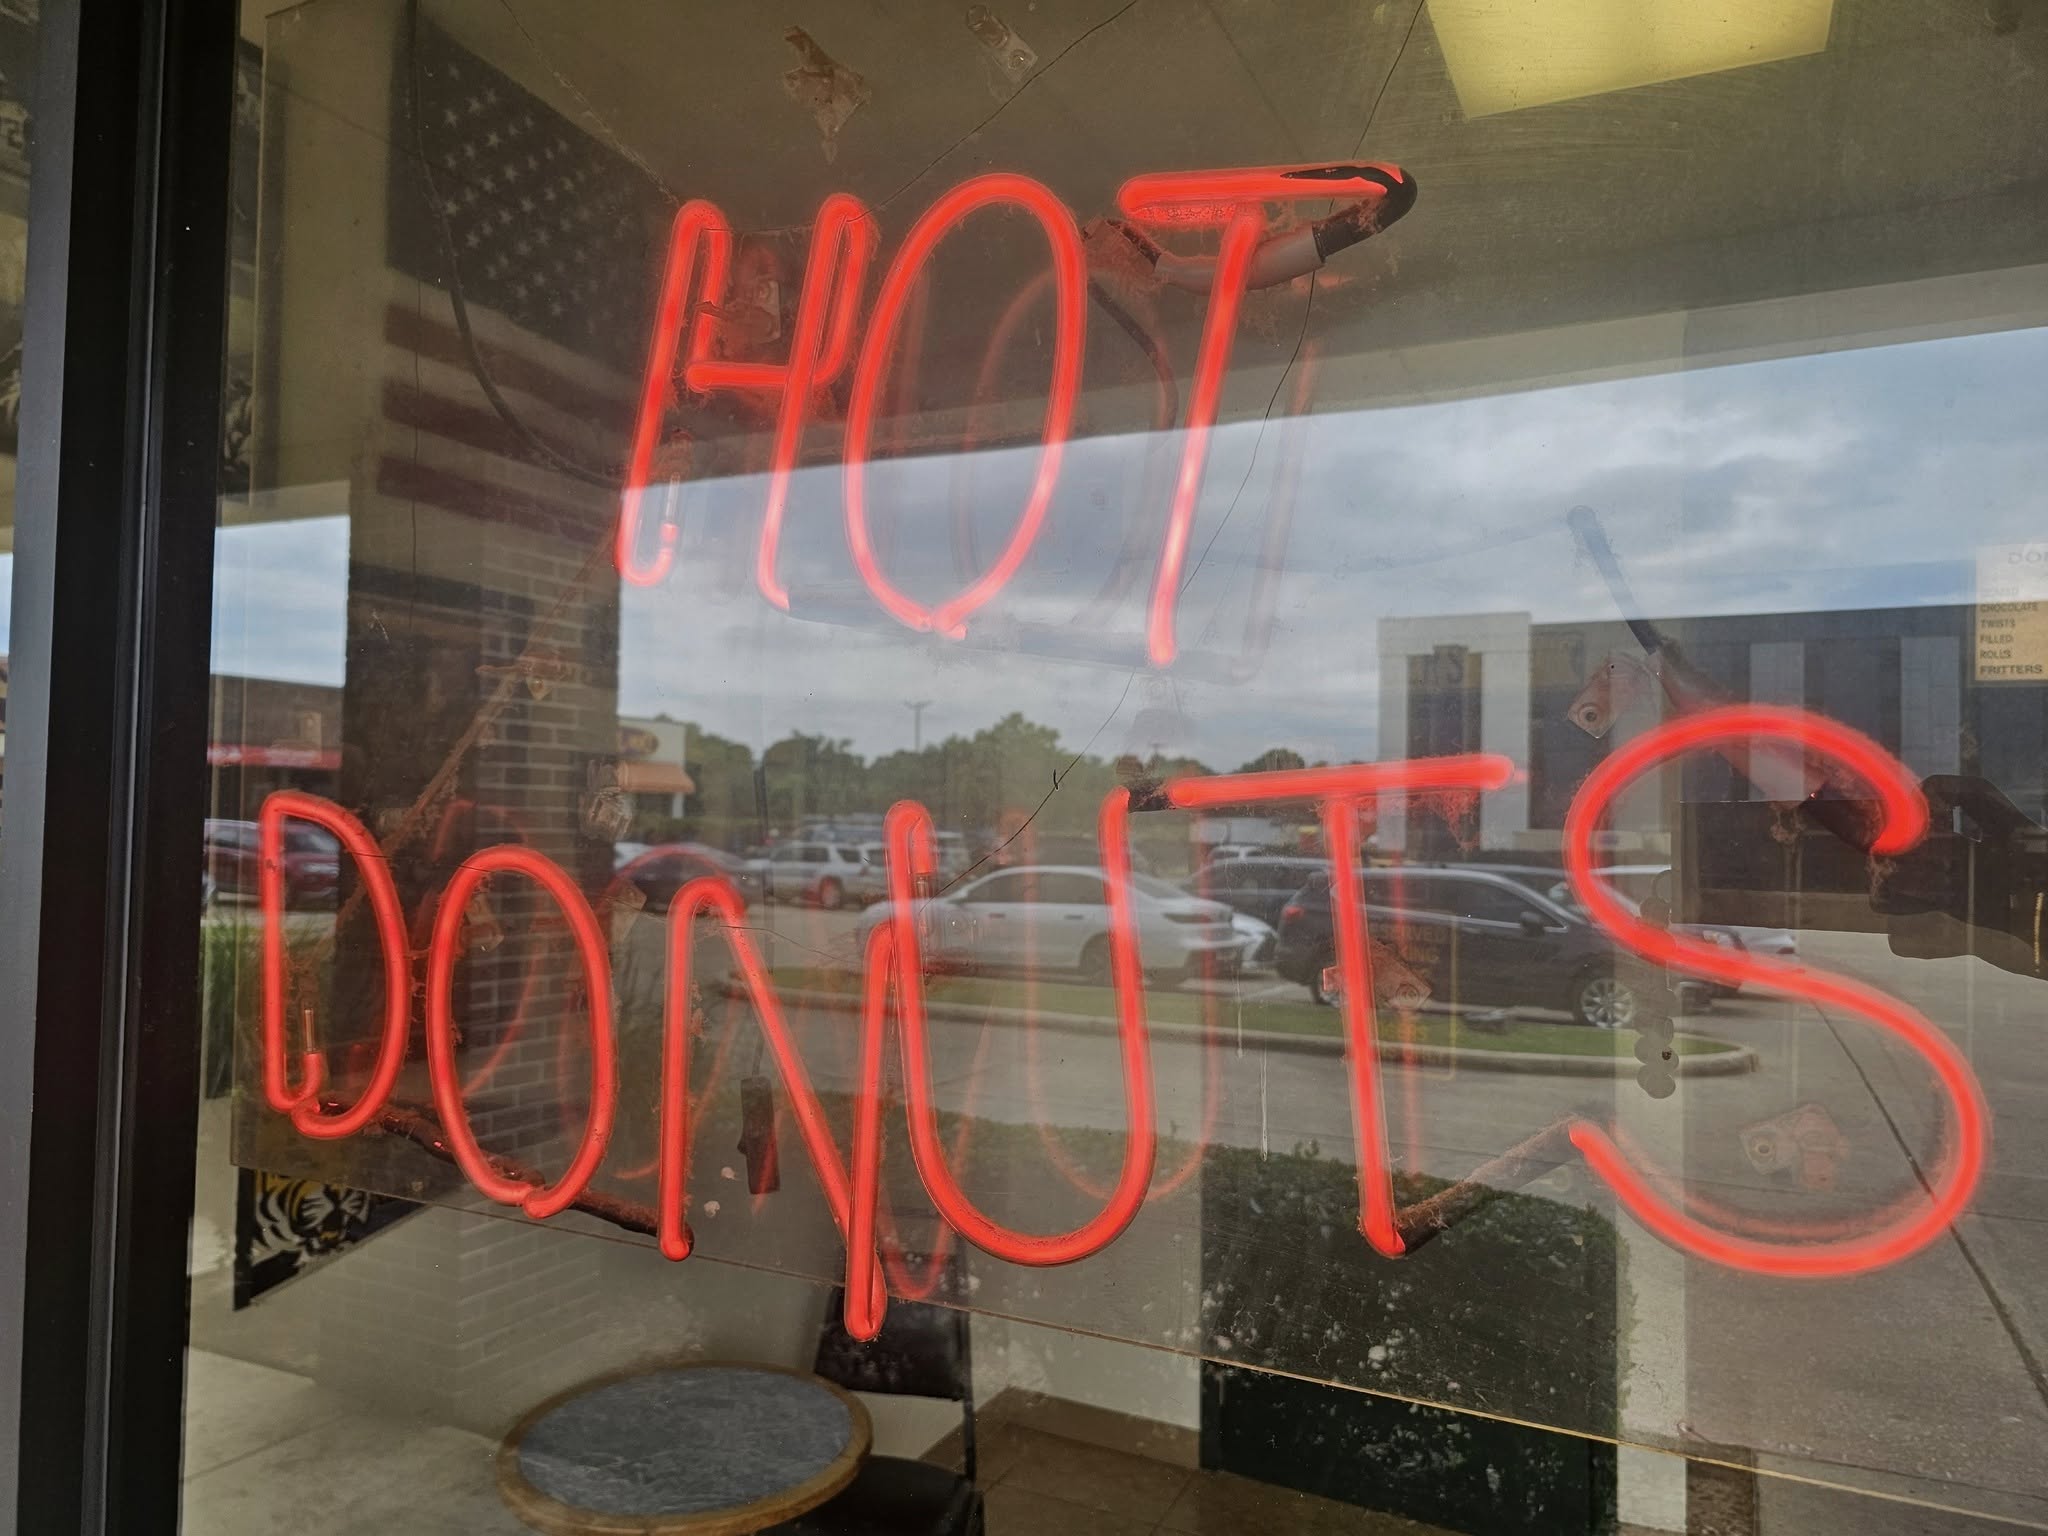 HOT
DONUTS
CHOCOLATE
TWISTS
FILLED
ROLLS
FRITTERS